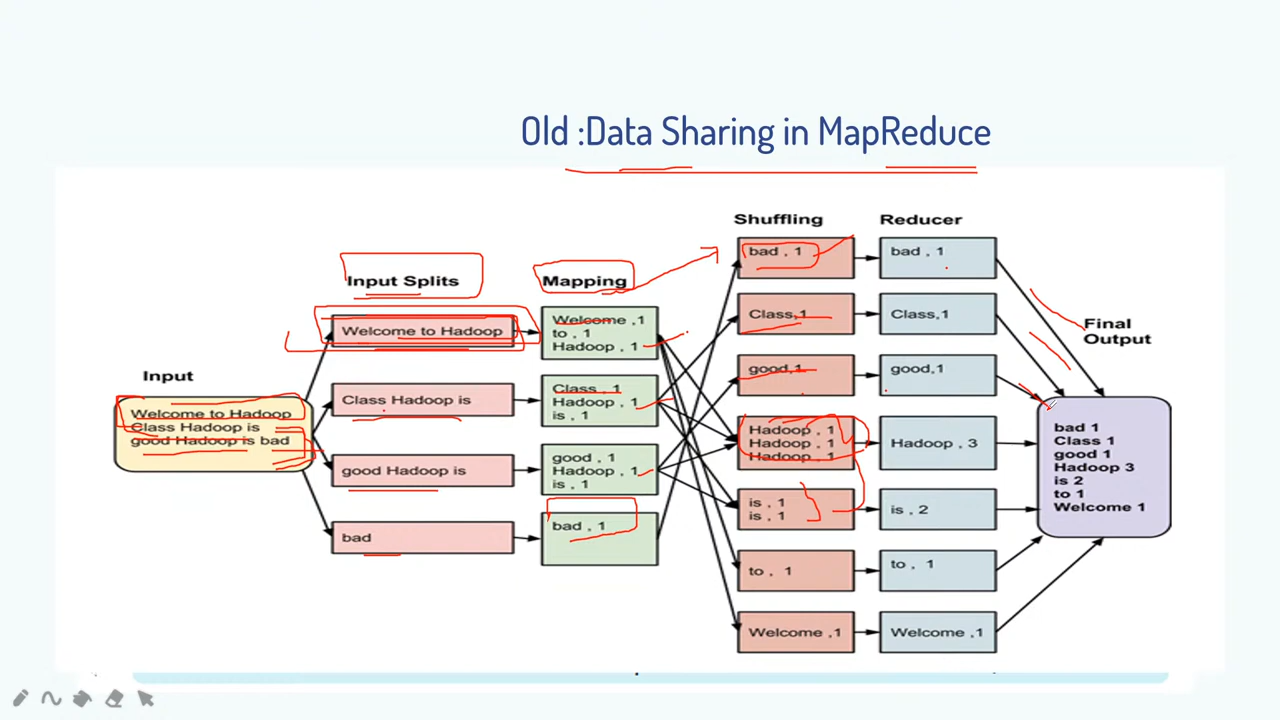 Old :Data Sharing in MapReduce
Input
Welcome to Hadoop
Class Hadoop is
good Hadoop is bad
Input Splits
Welcome to Hadoop
Class Hadoop is
good Hadoop is
bad
Mapping
Welcome ,1
to , 1
Hadoop , 1
Class , 1
Hadoop , 1
is , 1
good , 1
Hadoop , 1
is , 1
bad , 1
Shuffling
bad , 1
Class,1
good,1
Hadoop , 1
Hadoop , 1
Hadoop , 1
is , 1
is , 1
to , 1
Welcome ,1
Reducer
bad , 1
Class,1
good,1
Hadoop , 3
is , 2
to , 1
Welcome ,1
Final
Output
bad 1
Class 1
good 1
Hadoop 3
is 2
to 1
Welcome 1